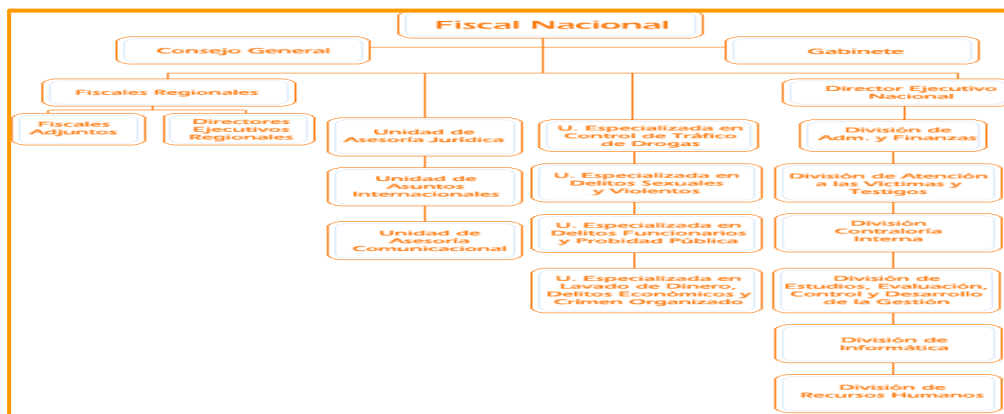 Fiscal Nacional
Consejo General
Gabinete
Fiscales Regionales
Fiscales
Adjuntos
Directores
Ejecutivos
Regionales
Unidad de
Asesoría Jurídica
Unidad de
Asuntos
Internacionales
Unidad de
Asesoría
Comunicacional
U. Especializada en
Control de Tráfico
de Drogas
U. Especializada en
Delitos Sexuales
y Violentos
U. Especializada en
Delitos Funcionarios
y Probidad Pública
U. Especializada en
Lavado de Dinero,
Delitos Económicos y
Crimen Organizado
Director Ejecutivo
Nacional
División de
Adm. y Finanzas
División de Atención
a las Víctimas y
Testigos
División
Contraloría
Interna
División de
Estudios, Evaluación,
Control y Desarrollo
de la Gestión
División de
Informática
División de
Recursos Humanos